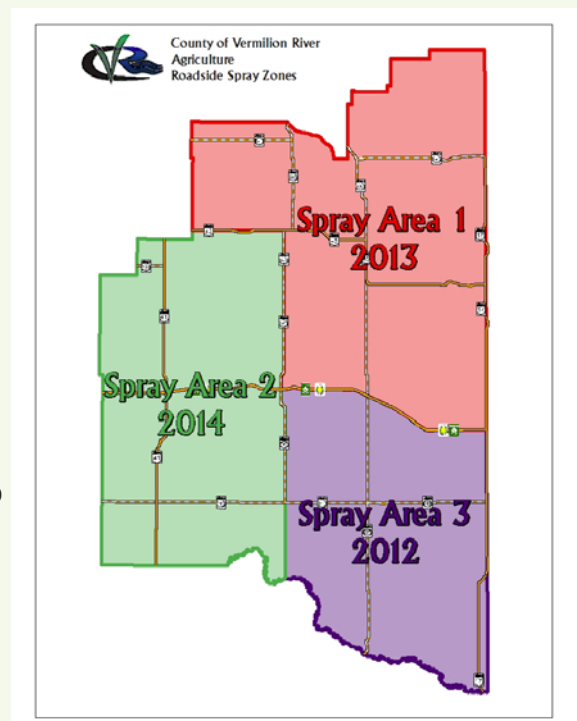 County of Vermilion River
Agriculture
Roadside Spray Zones
Spray Area 1
2013
Spray Area 2
2014
Spray Area 3
2012